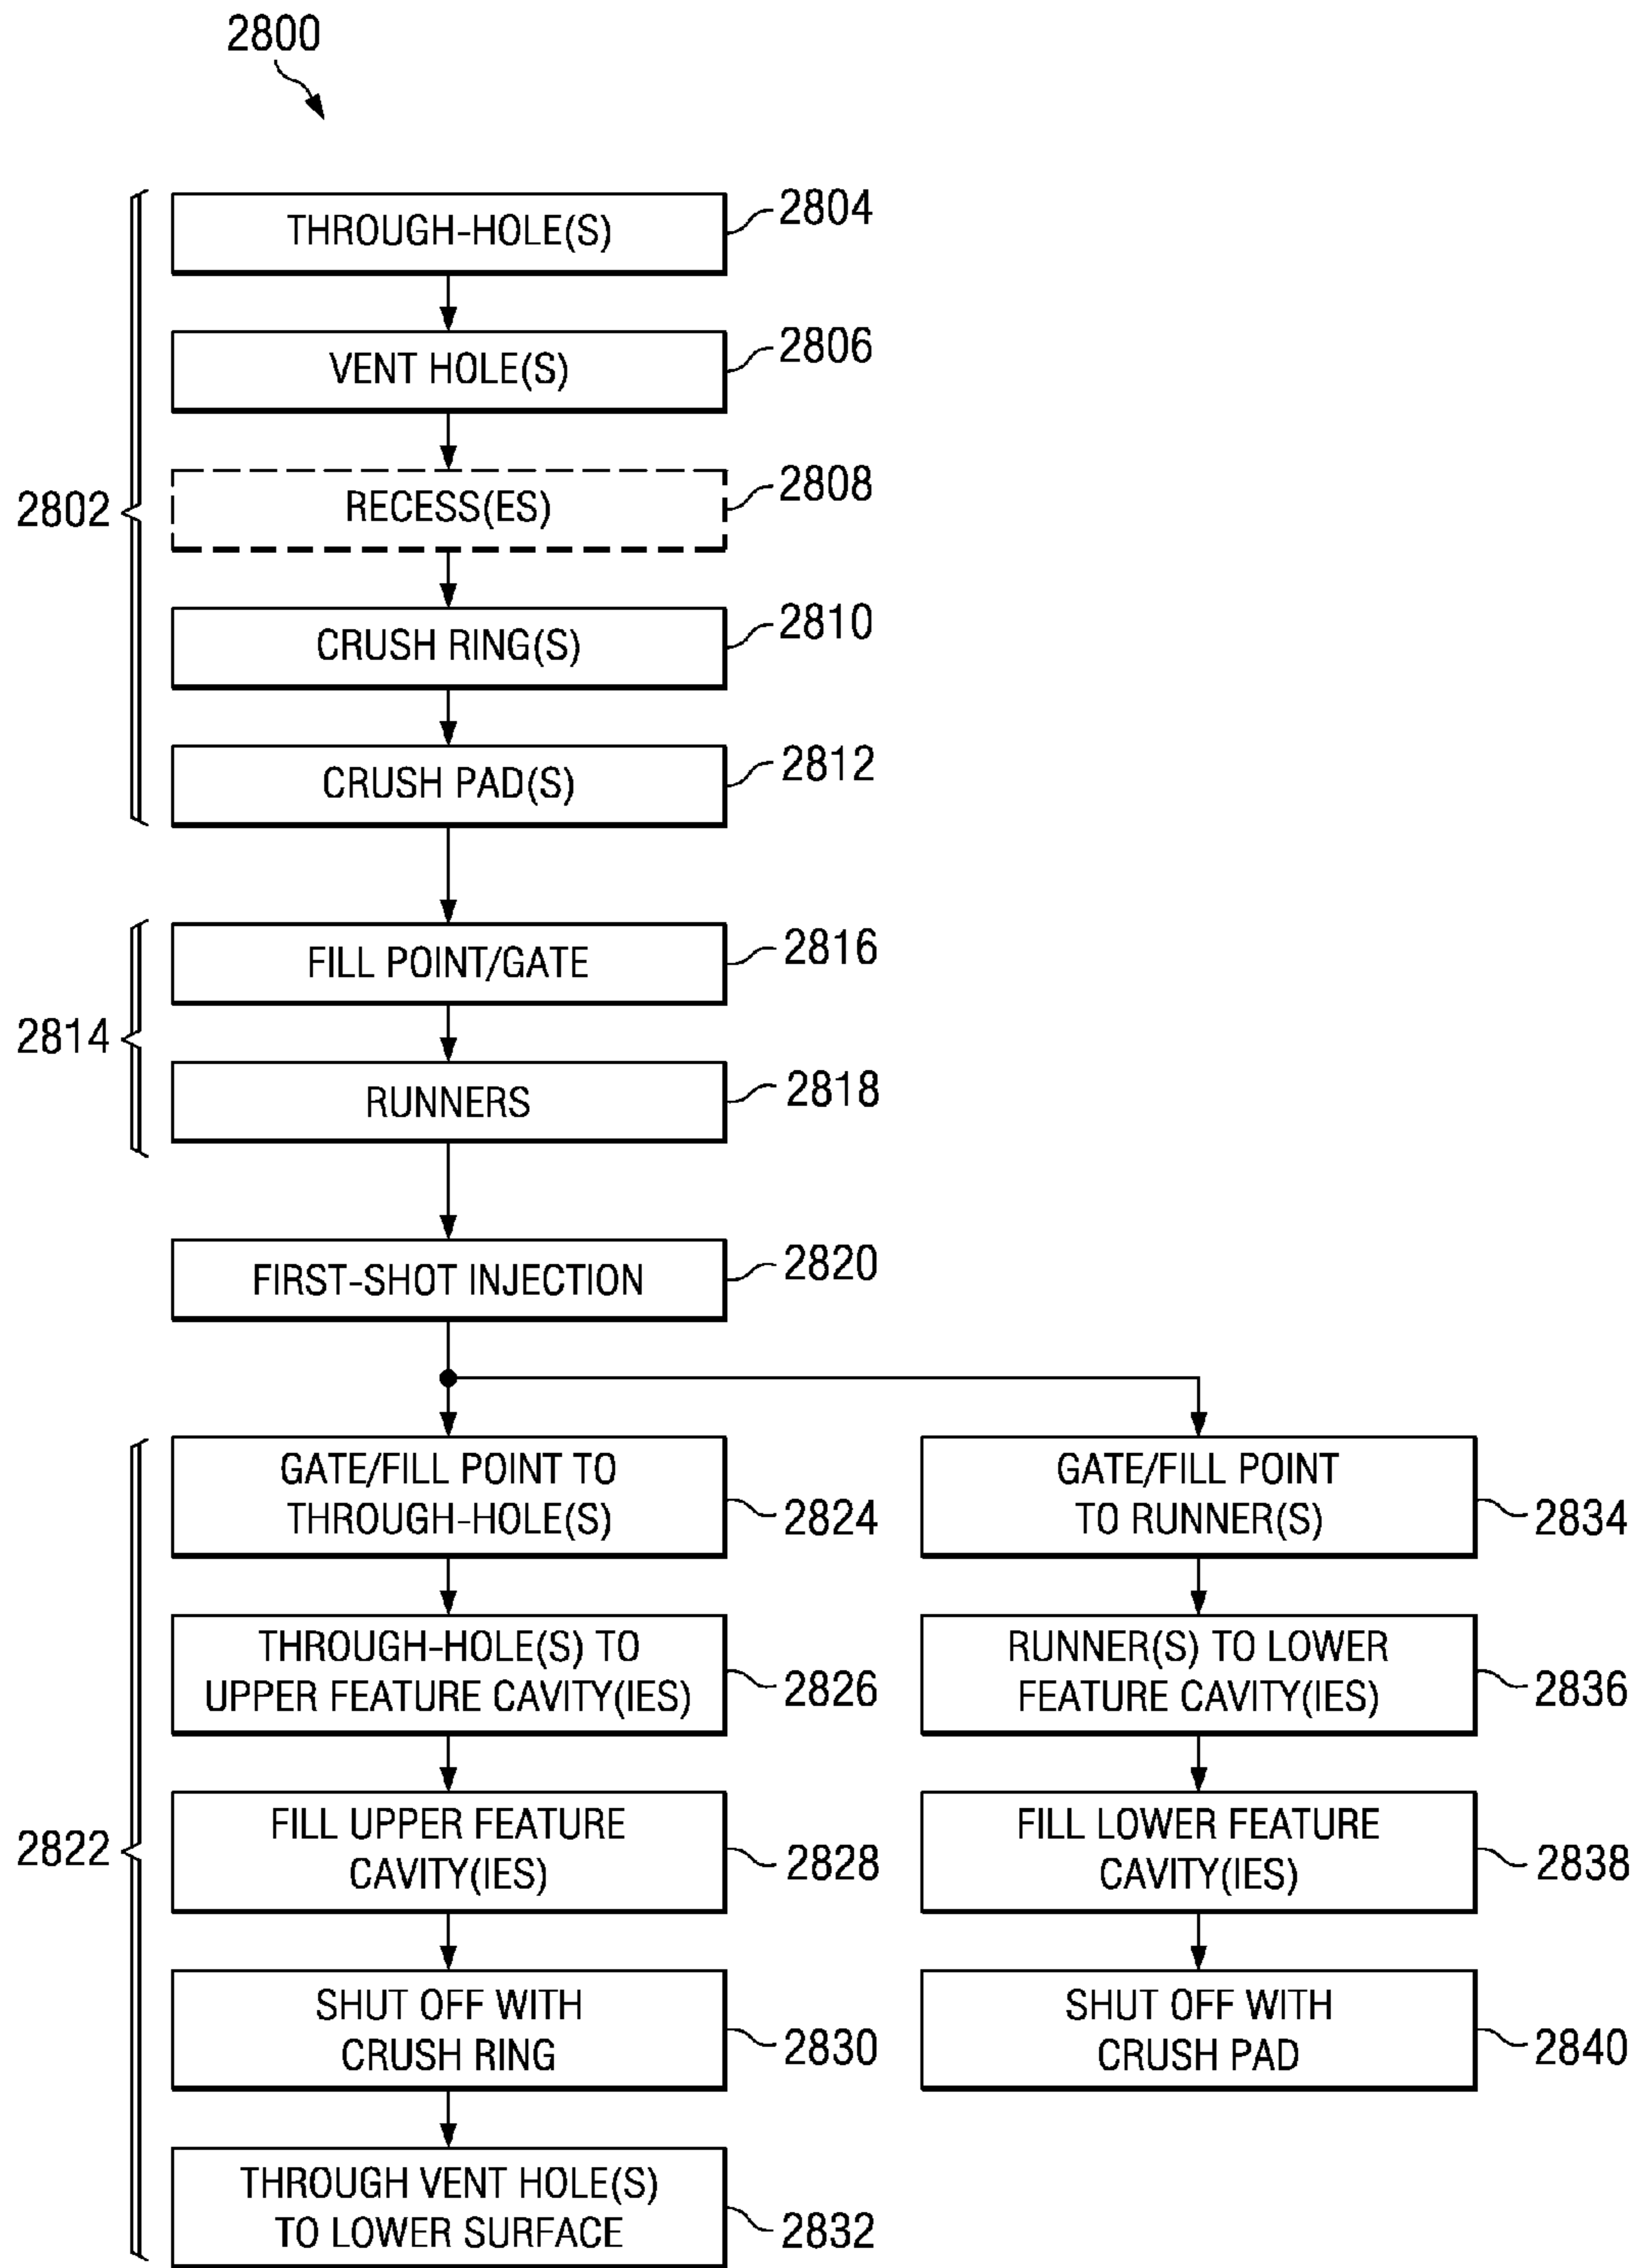 2800
THROUGH-HOLE(S)
2804
VENT HOLE(S)
2806
RECESS(ES)
2808
2802
CRUSH RING(S)
2810
CRUSH PAD(S)
2812
FILL POINT/GATE
2816
2814
RUNNERS
2818
FIRST-SHOT INJECTION
2820
GATE/FILL POINT TO
THROUGH-HOLE(S)
2824
GATE/FILL POINT
TO RUNNER(S)
2834
THROUGH-HOLE(S) TO
UPPER FEATURE CAVITY(IES)
2826
RUNNER(S) TO LOWER
FEATURE CAVITY(IES)
2836
2822
FILL UPPER FEATURE
CAVITY(IES)
2828
FILL LOWER FEATURE
CAVITY(IES)
2838
SHUT OFF WITH
CRUSH RING
2830
SHUT OFF WITH
CRUSH PAD
2840
THROUGH VENT HOLE(S)
TO LOWER SURFACE
2832